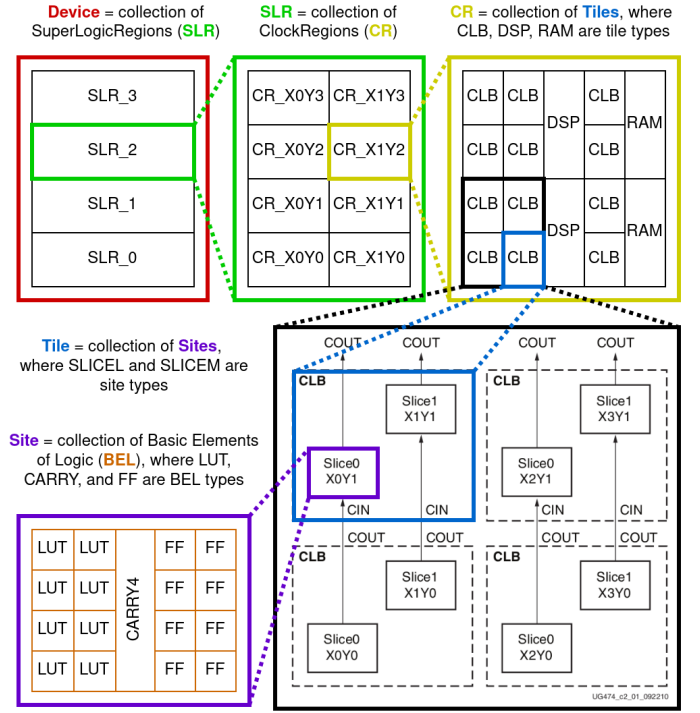 Device = collection of
SuperLogicRegions (SLR)
SLR = collection of
ClockRegions (CR)
CR = collection of Tiles, where
CLB, DSP, RAM are tile types
SLR_3
SLR_2
SLR_1
SLR_0
CR_X0Y3 CR_X1Y3
CR_X0Y2 CR_X1Y2
CR_X0Y1 CR_X1Y1
CR_X0Y0 CR_X1Y0
CLB CLB CLB
DSP RAM
CLB CLB CLB
CLB CLB CLB
DSP RAM
CLB CLB CLB
Tile = collection of Sites,
where SLICEL and SLICEM are
site types
Site = collection of Basic Elements
of Logic (BEL), where LUT,
CARRY, and FF are BEL types
LUT LUT FF FF
LUT LUT FF FF
CARRY4
LUT LUT FF FF
LUT LUT FF FF
COUT COUT COUT COUT
CLB CLB
Slice1
X1Y1
Slice1
X3Y1
Slice0
X0Y1
Slice0
X2Y1
CIN CIN CIN CIN
COUT COUT COUT COUT
CLB CLB
Slice1
X1Y0
Slice1
X3Y0
Slice0
X0Y0
Slice0
X2Y0
UG474_c2_01_092210